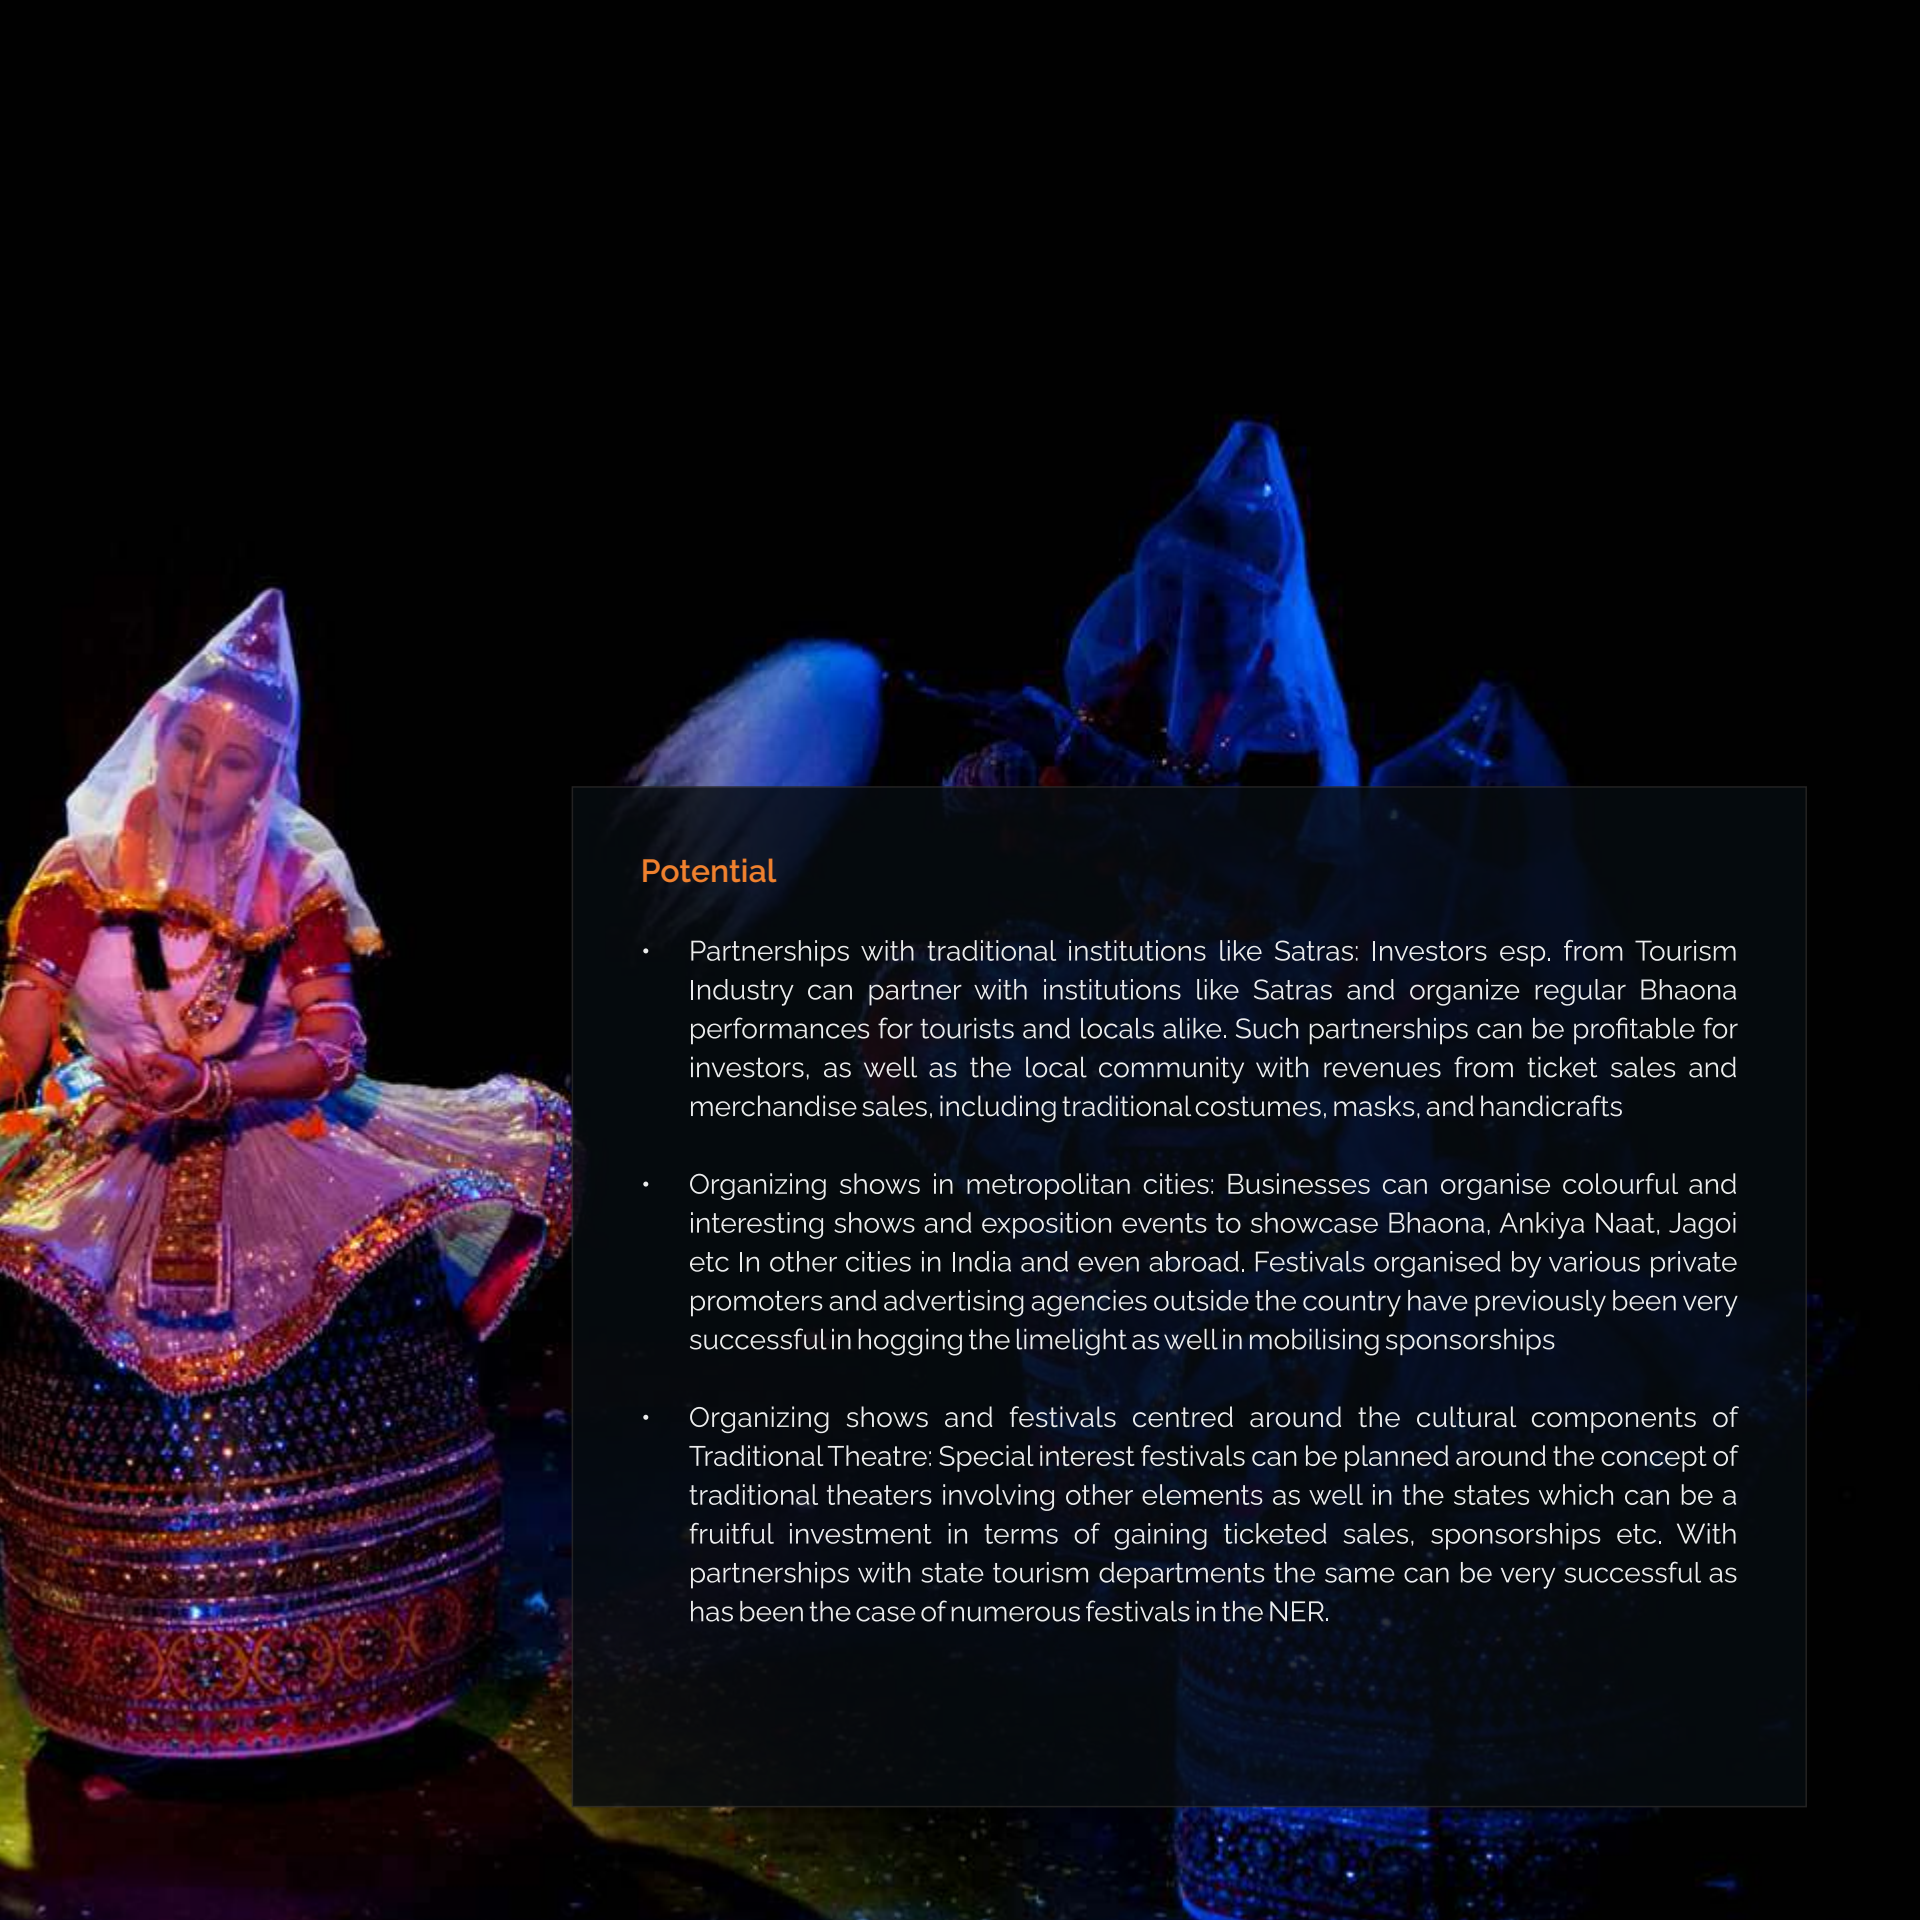 Potential
• Partnerships with traditional institutions like Satras: Investors esp. from Tourism
Industry can partner with institutions like Satras and organize regular Bhaona
performances for tourists and locals alike. Such partnerships can be profitable for
investors, as well as the local community with revenues from ticket sales and
merchandise sales, including traditional costumes, masks, and handicrafts
• Organizing shows in metropolitan cities: Businesses can organise colourful and
interesting shows and exposition events to showcase Bhaona, Ankiya Naat, Jagoi
etc In other cities in India and even abroad. Festivals organised by various private
promoters and advertising agencies outside the country have previously been very
successful in hogging the limelight as well in mobilising sponsorships
• Organizing shows and festivals centred around the cultural components of
Traditional Theatre: Special interest festivals can be planned around the concept of
traditional theaters involving other elements as well in the states which can be a
fruitful investment in terms of gaining ticketed sales, sponsorships etc. With
partnerships with state tourism departments the same can be very successful as
has been the case of numerous festivals in the NER.